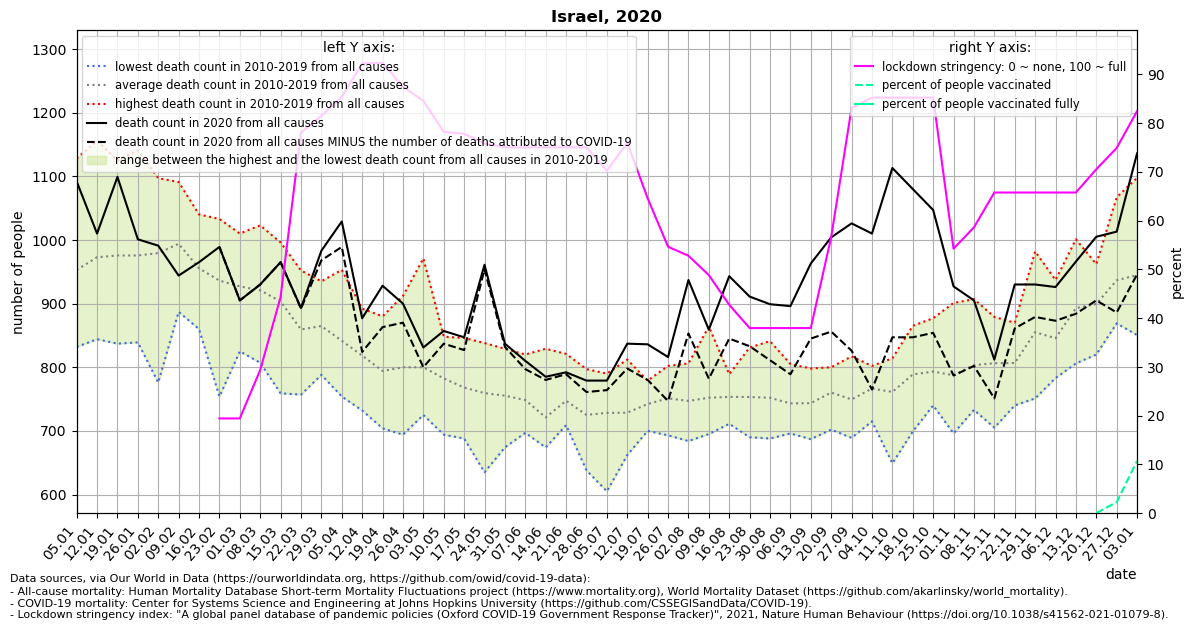 Israel, 2020
left Y axis:
lowest death count in 2010-2019 from all causes
average death count in 2010-2019 from all causes
highest death count in 2010-2019 from all causes
death count in 2020 from all causes
death count in 2020 from all causes MINUS the number of deaths attributed to COVID-19
range between the highest and the lowest death count from all causes in 2010-2019
right Y axis:
lockdown stringency: 0 ~ none, 100 ~ full
percent of people vaccinated
percent of people vaccinated fully
number of people
1300
1200
1100
1000
900
800
700
600
percent
90
80
70
60
50
40
30
20
10
0
05.01 12.01 19.01 26.01 02.02 09.02 16.02 23.02 01.03 08.03 15.03 22.03 29.03 05.04 12.04 19.04 26.04 03.05 10.05 17.05 24.05 31.05 07.06 14.06 21.06 28.06 05.07 12.07 19.07 26.07 02.08 09.08 16.08 23.08 30.08 06.09 13.09 20.09 27.09 04.10 11.10 18.10 25.10 01.11 08.11 15.11 22.11 29.11 06.12 13.12 20.12 27.12 03.01
date
Data sources, via Our World in Data (https://ourworldindata.org, https://github.com/owid/covid-19-data):
- All-cause mortality: Human Mortality Database Short-term Mortality Fluctuations project (https://www.mortality.org), World Mortality Dataset (https://github.com/akarlinsky/world_mortality).
- COVID-19 mortality: Center for Systems Science and Engineering at Johns Hopkins University (https://github.com/CSSEGISandData/COVID-19).
- Lockdown stringency index: "A global panel database of pandemic policies (Oxford COVID-19 Government Response Tracker)", 2021, Nature Human Behaviour (https://doi.org/10.1038/s41562-021-01079-8).